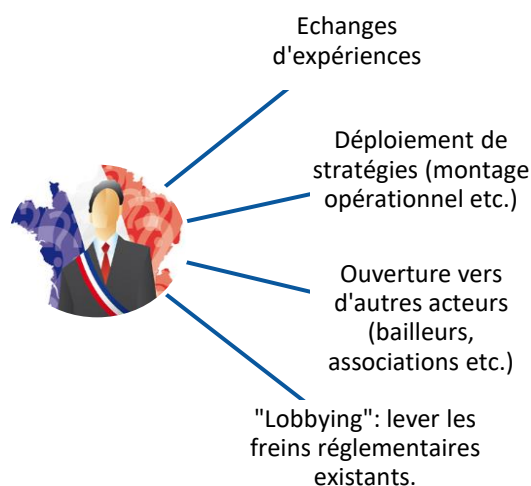 Echanges
d'expériences
Déploiement de
stratégies (montage
opérationnel etc.)
Ouverture vers
d'autres acteurs
(bailleurs,
associations etc.)
"Lobbying": lever les
freins réglementaires
existants.